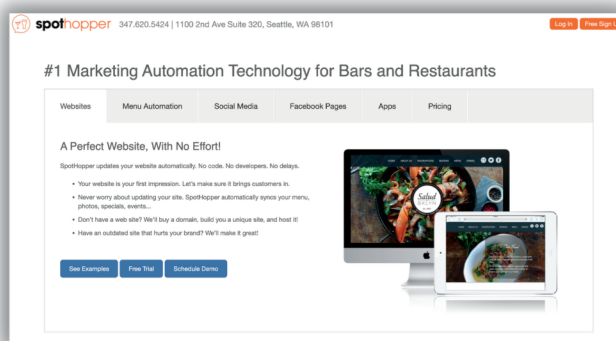 spothopper 347.620.5424 | 1100 2nd Ave Suite 320, Seattle, WA 98101
Log In
Free Sign U
#1 Marketing Automation Technology for Bars and Restaurants
Websites Menu Automation Social Media Facebook Pages Apps Pricing
A Perfect Website, With No Effort!
SpotHopper updates your website automatically. No code. No developers. No delays.
• Your website is your first impression. Let's make sure it brings customers in.
• Never worry about updating your site. SpotHopper automatically syncs your menu,
photos, specials, events...
• Don't have a web site? We'll buy a domain, build you a unique site, and host it!
• Have an outdated site that hurts your brand? We'll make it great!
See Examples Free Trial Schedule Demo
Salud